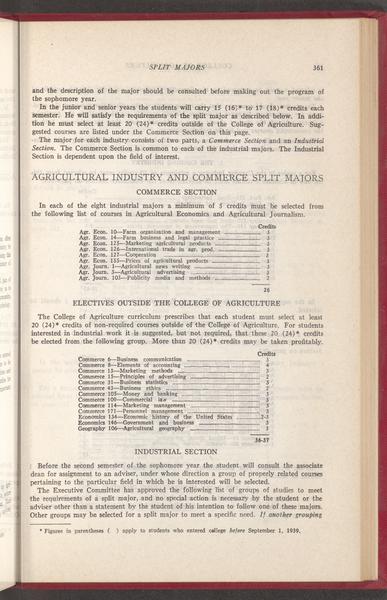 SPLIT MAJORS 361
and the description of the major should be consulted before making out the program of
the sophomore year.
In the junior and senior years the students will carry 15 (16)* to 17 (18)* credits each
semester. He will satisfy the requirements of the split major as described below. In addi-
tion he must select at least 20 (24)* credits outside of the College of Agriculture. Sug-
gested courses are listed under the Commerce Section on this page.
The major for each industry consists of two parts, a Commerce Section and an Industrial
Section. The Commerce Section is common to each of the industrial majors. The Industrial
Section is dependent upon the field of interest.
AGRICULTURAL INDUSTRY AND COMMERCE SPLIT MAJORS
COMMERCE SECTION
In each of the eight industrial majors a minimum of 5 credits must be selected from
the following list of courses in Agricultural Economics and Agricultural Journalism.
Credits
Agr. Econ. 10—Farm organization and management 3
Agr. Econ. 14—Farm business and legal practice
Agr. Econ. 125—Marketing agricultural products
Agr. Econ. 126—International trade in agr. prod.
Agr. Econ. 127—Cooperation
Agr. Econ. 155—Prices of agricultural products
Agr. Journ. 1—Agricultural news writing
Agr. Journ. 5—Agricultural advertising
Agr. Journ. 105—Publicity media and methods
26
ELECTIVES OUTSIDE THE COLLEGE OF AGRICULTURE
The College of Agriculture curriculum prescribes that each student must select at least
20 (24)* credits of non-required courses outside of the College of Agriculture. For students
interested in industrial work it is suggested, but not required, that these 20 (24)* credits
be elected from the following group. More than 20 (24)* credits may be taken profitably.
Credits
Commerce 6—Business communication 3
Commerce 8—Elements of accounting 4
Commerce 13—Marketing methods
Commerce 15—Principles of advertising
Commerce 31—Business statistics
Commerce 43—Business ethics
Commerce 105—Money and banking
Commerce 109—Commercial law
Commerce 114—Marketing management
Commerce 171—Personnel management
Economics 134—Economic history of the United States 2-3
Economics 146—Government and business 3
Geography 106—Agricultural geography 3
36-37
INDUSTRIAL SECTION
Before the second semester of the sophomore year the student will consult the associate
dean for assignment to an adviser, under whose direction a group of properly related courses
pertaining to the particular field in which he is interested will be selected.
The Executive Committee has approved the following list of groups of studies to meet
the requirements of a split major, and no special action is necessary by the student or the
adviser other than a statement by the student of his intention to follow one of these majors.
Other groups may be selected for a split major to meet a specific need. If another grouping
* Figures in parentheses ( ) apply to students who entered college before September 1, 1939.